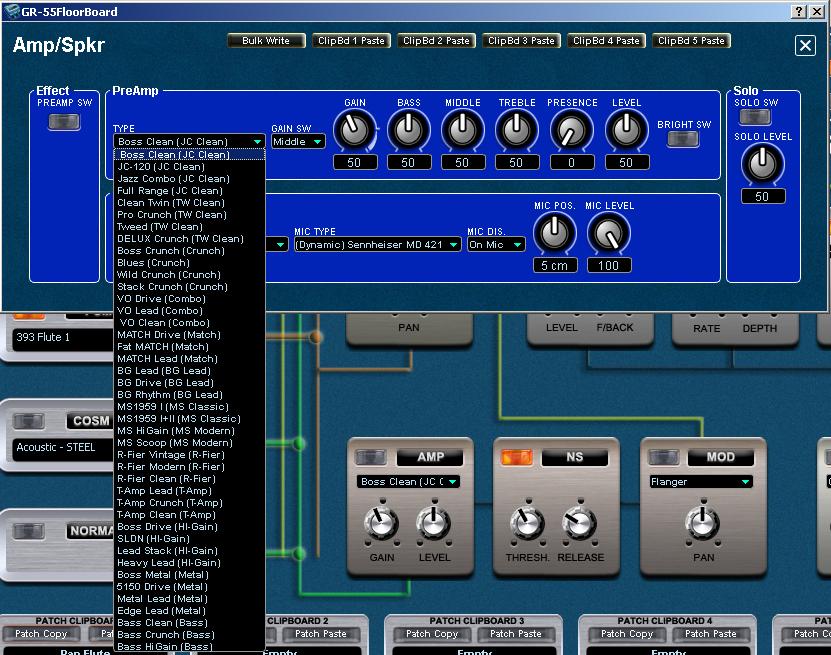 GR-55FloorBoard
Amp/Spkr
Bulk Write
ClipBd 1 Paste
ClipBd 2 Paste
ClipBd 3 Paste
ClipBd 4 Paste
ClipBd 5 Paste
Effect
PREAMP SW
PreAmp
TYPE
Boss Clean (JC Clean)
GAIN SW
Middle
GAIN
BASS
MIDDLE
TREBLE
PRESENCE
LEVEL
50
50
50
50
0
50
BRIGHT SW
Solo
SOLO SW
SOLO LEVEL
50
MIC TYPE
(Dynamic) Sennheiser MD 421
MIC DIS.
On Mic
MIC POS.
MIC LEVEL
5 cm
100
Boss Clean (JC Clean)
JC-120 (JC Clean)
Jazz Combo (JC Clean)
Full Range (JC Clean)
Clean Twin (TW Clean)
Pro Crunch (TW Clean)
Tweed (TW Clean)
DELUX Crunch (TW Clean)
Boss Crunch (Crunch)
Blues (Crunch)
Wild Crunch (Crunch)
Stack Crunch (Crunch)
VO Drive (Combo)
VO Lead (Combo)
VO Clean (Combo)
MATCH Drive (Match)
Fat MATCH (Match)
MATCH Lead (Match)
BG Lead (BG Lead)
BG Drive (BG Lead)
BG Rhythm (BG Lead)
MS1959 I (MS Classic)
MS1959 I+II (MS Classic)
MS HiGain (MS Modern)
MS Scoop (MS Modern)
R-Fier Vintage (R-Fier)
R-Fier Modern (R-Fier)
R-Fier Clean (R-Fier)
T-Amp Lead (T-Amp)
T-Amp Crunch (T-Amp)
T-Amp Clean (T-Amp)
Boss Drive (HI-Gain)
SLDN (HI-Gain)
Lead Stack (HI-Gain)
Heavy Lead (HI-Gain)
Boss Metal (Metal)
5150 Drive (Metal)
Metal Lead (Metal)
Edge Lead (Metal)
Bass Clean (Bass)
Bass Crunch (Bass)
Bass HiGain (Bass)
393 Flute 1
COSM
Acoustic - STEEL
NORMA
PAN
LEVEL
F/BACK
RATE
DEPTH
AMP
Boss Clean (JC C
GAIN
LEVEL
NS
THRESH.
RELEASE
MOD
Flanger
PAN
PATCH CLIPBOA
Patch Copy
Pa
Pan Flute
CLIPBOARD 2
Patch Paste
Empty
PATCH CLIPBOARD 3
Patch Copy
Patch Paste
Empty
PATCH CLIPBOARD 4
Patch Copy
Patch Paste
Empty
PATC
Patch Co